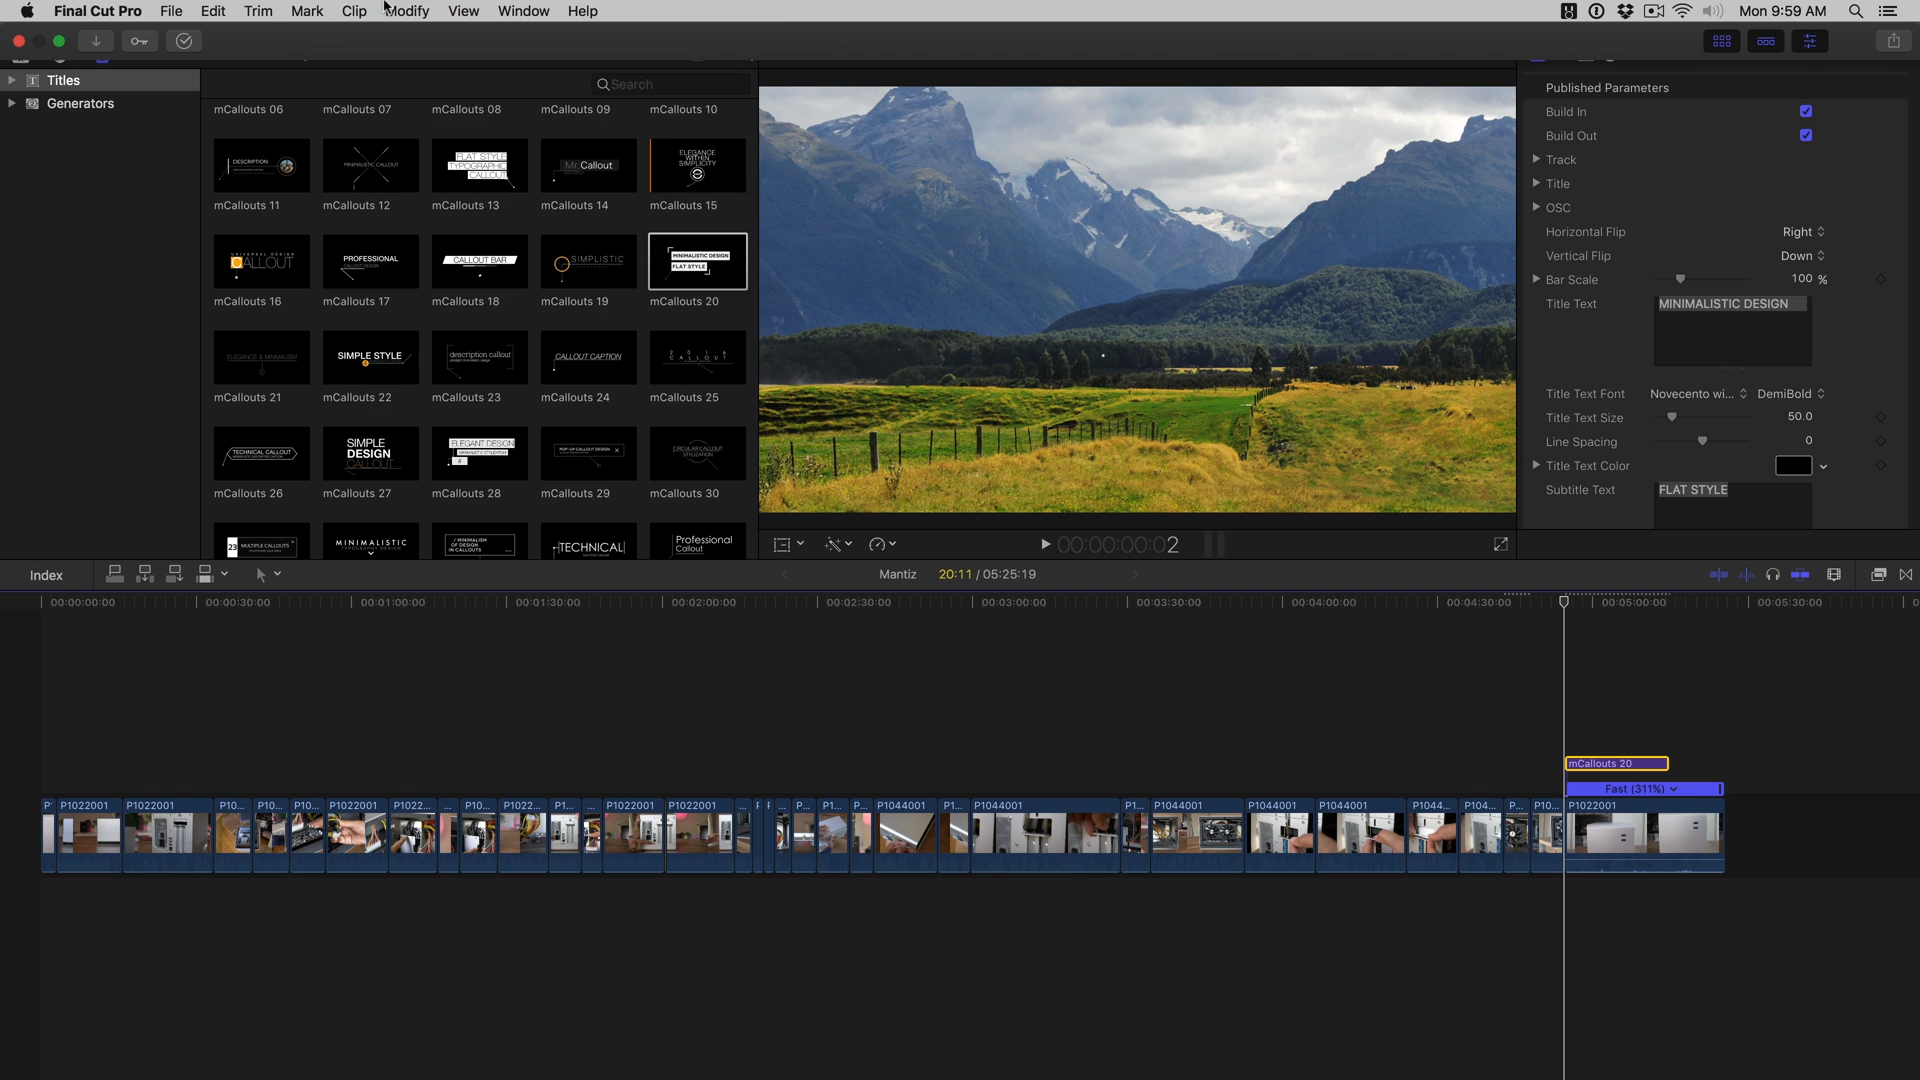 Final Cut Pro File Edit Trim Mark Clip Modify View Window Help Mon 9:59 AM
Titles
Generators
Search
mCallouts 06 mCallouts 07 mCallouts 08 mCallouts 09 mCallouts 10
DESCRIPTION
MINIMALISTIC CALLOUT
FLAT STYLE
TYPOGRAPHIC
CALLOUT
Mr.Callout
ELEGANCE
WITHIN
SIMPLICITY
mCallouts 11 mCallouts 12 mCallouts 13 mCallouts 14 mCallouts 15
UNIVERSAL DESIGN
CALLOUT
PROFESSIONAL
CALLOUT DESIGN
CALLOUT BAR
SIMPLISTIC
MINIMALISTIC DESIGN
FLAT STYLE
mCallouts 16 mCallouts 17 mCallouts 18 mCallouts 19 mCallouts 20
ELEGANCE & MINIMALISM
SIMPLE STYLE
description callout
CALLOUT CAPTION
2 0 1 6
C A L L O U T
mCallouts 21 mCallouts 22 mCallouts 23 mCallouts 24 mCallouts 25
TECHNICAL CALLOUT
SIMPLE
DESIGN
CALLOUT
ELEGANT DESIGN
#
POP-UP CALLOUT DESIGN
CIRCULAR CALLOUT
STYLIZATION
mCallouts 26 mCallouts 27 mCallouts 28 mCallouts 29 mCallouts 30
23 MULTIPLE CALLOUTS
MINIMALISTIC
TYPOGRAPHY DESIGN
/ MINIMALISM
OF DESIGN
IN CALLOUTS
TECHNICAL
Professional
Callout
Published Parameters
Build In
Build Out
Track
Title
OSC
Horizontal Flip Right
Vertical Flip Down
Bar Scale 100 %
Title Text MINIMALISTIC DESIGN
Title Text Font Novecento wi... DemiBold
Title Text Size 50.0
Line Spacing 0
Title Text Color
Subtitle Text FLAT STYLE
00:00:00:02
Index Mantiz 20:11 / 05:25:19
00:00:00:00 00:00:30:00 00:01:00:00 00:01:30:00 00:02:00:00 00:02:30:00 00:03:00:00 00:03:30:00 00:04:00:00 00:04:30:00 00:05:00:00 00:05:30:00
mCallouts 20
Fast (311%)
P1022001 P1022001 P10... P10... P10... P1022001 P1022... ... P10... P1022... P1... ... P1022001 P1022001 ... ... P... P1... P... P1044001 P1... P1044001 P1... P1044001 P1044001 P1044001 P1044... P104... P... P10... P1022001